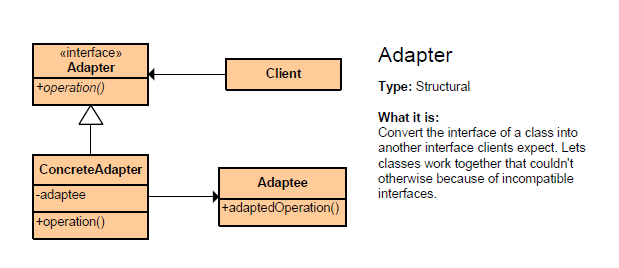 «interface»
Adapter
+operation()
Client
ConcreteAdapter
-adaptee
+operation()
Adaptee
+adaptedOperation()
Adapter
Type: Structural
What it is:
Convert the interface of a class into
another interface clients expect. Lets
classes work together that couldn't
otherwise because of incompatible
interfaces.